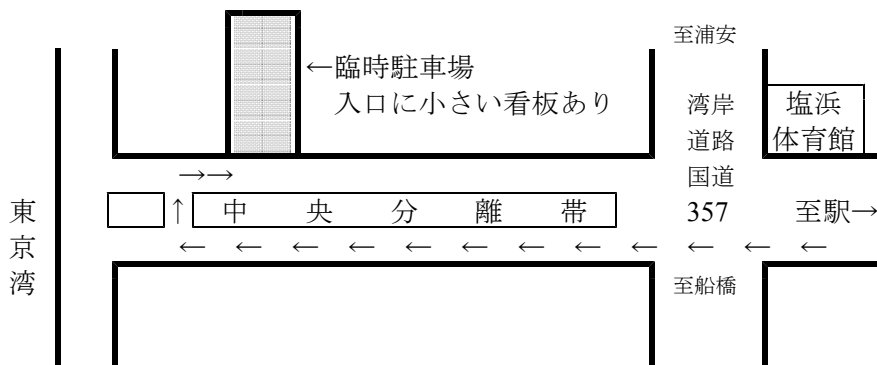 至浦安
←臨時駐車場
入口に小さい看板あり
湾岸
道路
国道
357
塩浜
体育館
→→
東京湾
↑
中央分離帯
至駅→
← ← ← ← ← ← ← ← ← ← ← ←
至船橋